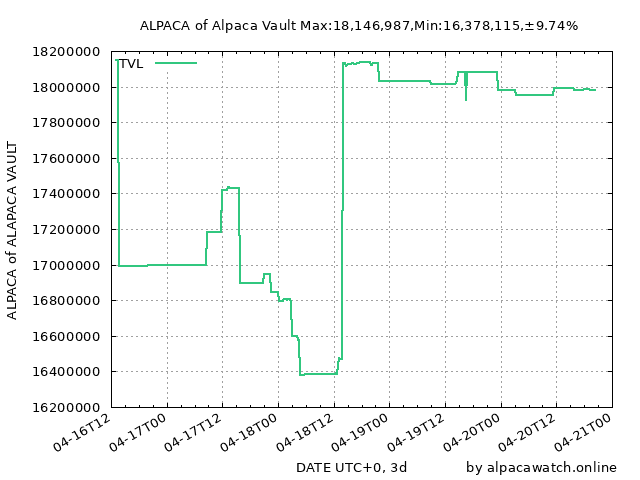 ALPACA of Alpaca Vault Max:18,146,987,Min:16,378,115,±9.74%
TVL
18200000
18000000
17800000
17600000
17400000
17200000
17000000
16800000
16600000
16400000
16200000
ALPACA of ALAPACA VAULT
04-16T12
04-17T00
04-17T12
04-18T00
04-18T12
04-19T00
04-19T12
04-20T00
04-20T12
04-21T00
DATE UTC+0, 3d
by alpacawatch.online